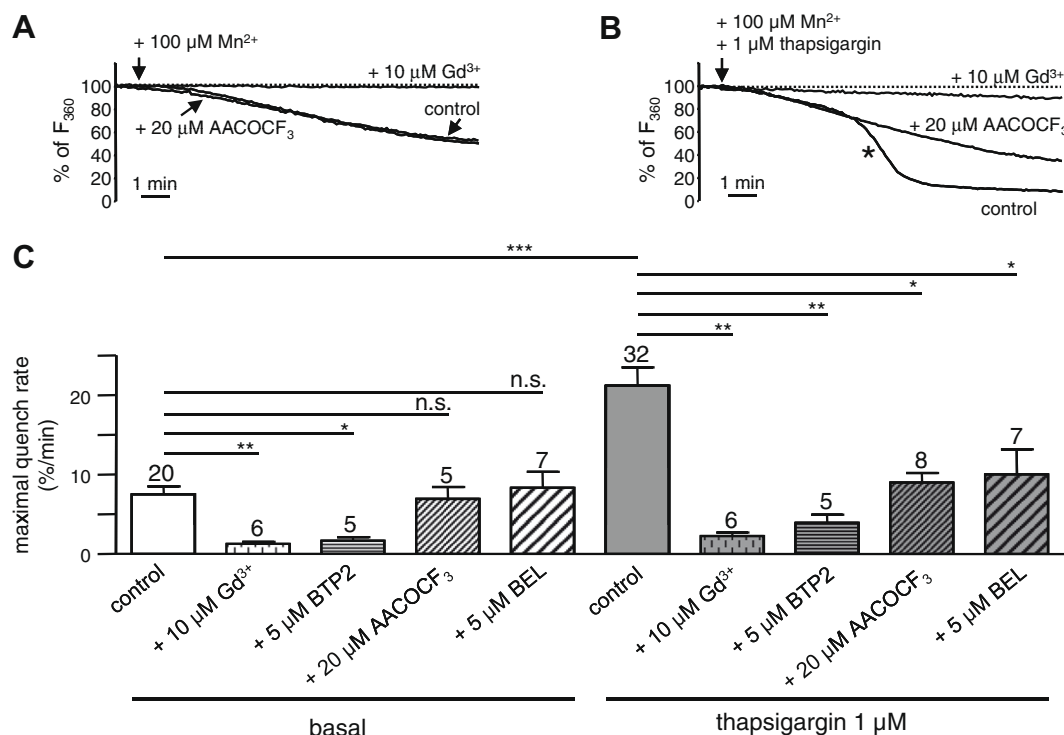 A
+ 100 µM Mn²⁺
+ 10 µM Gd³⁺
control
+ 20 µM AACOCF₃
% of F₃₆₀
100
80
60
40
20
0
1 min
B
+ 100 µM Mn²⁺
+ 1 µM thapsigargin
+ 10 µM Gd³⁺
+ 20 µM AACOCF₃
*
control
% of F₃₆₀
100
80
60
40
20
0
1 min
C
***
*
*
**
**
n.s.
n.s.
*
**
maximal quench rate
(%/min)
20
10
0
20
6
5
5
7
32
6
5
8
7
control
+ 10 µM Gd³⁺
+ 5 µM BTP2
+ 20 µM AACOCF₃
+ 5 µM BEL
control
+ 10 µM Gd³⁺
+ 5 µM BTP2
+ 20 µM AACOCF₃
+ 5 µM BEL
basal
thapsigargin 1 µM